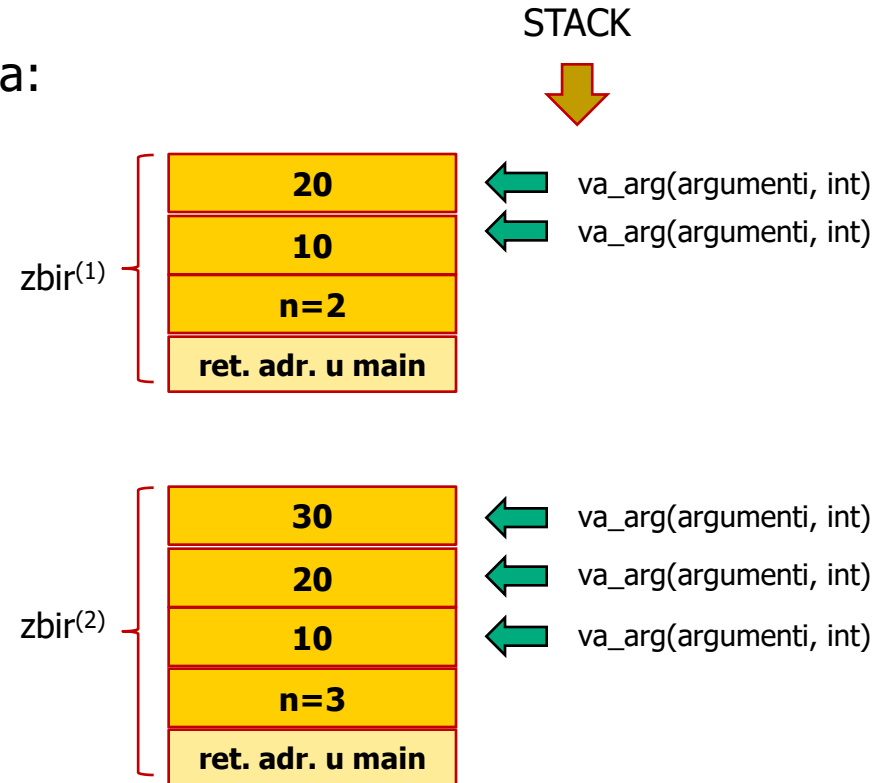 STACK
a:
20
va_arg(argumenti, int)
10
va_arg(argumenti, int)
zbir(1)
n=2
ret. adr. u main
30
va_arg(argumenti, int)
20
va_arg(argumenti, int)
zbir(2)
10
va_arg(argumenti, int)
n=3
ret. adr. u main